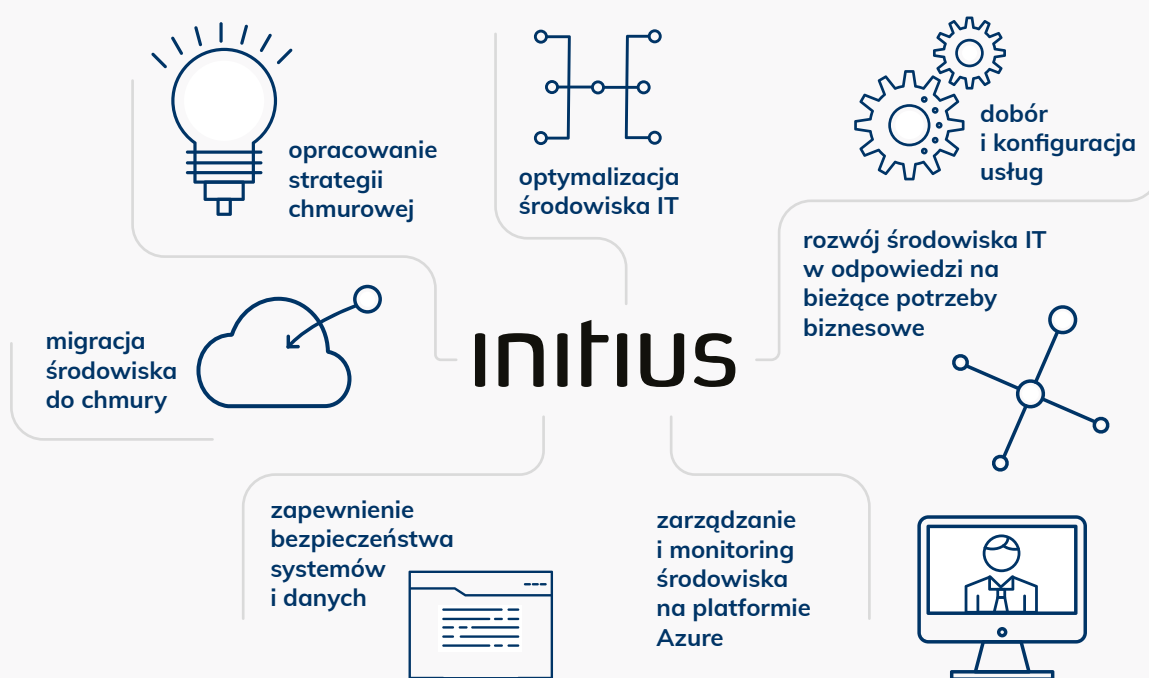 opracowanie
strategii
chmurowej
optymalizacja
środowiska IT
dobór
i konfiguracja
usług
migracja
środowiska
do chmury
initius
rozwój środowiska IT
w odpowiedzi na
bieżące potrzeby
biznesowe
zapewnienie
bezpieczeństwa
systemów
i danych
zarządzanie
i monitoring
środowiska
na platformie
Azure